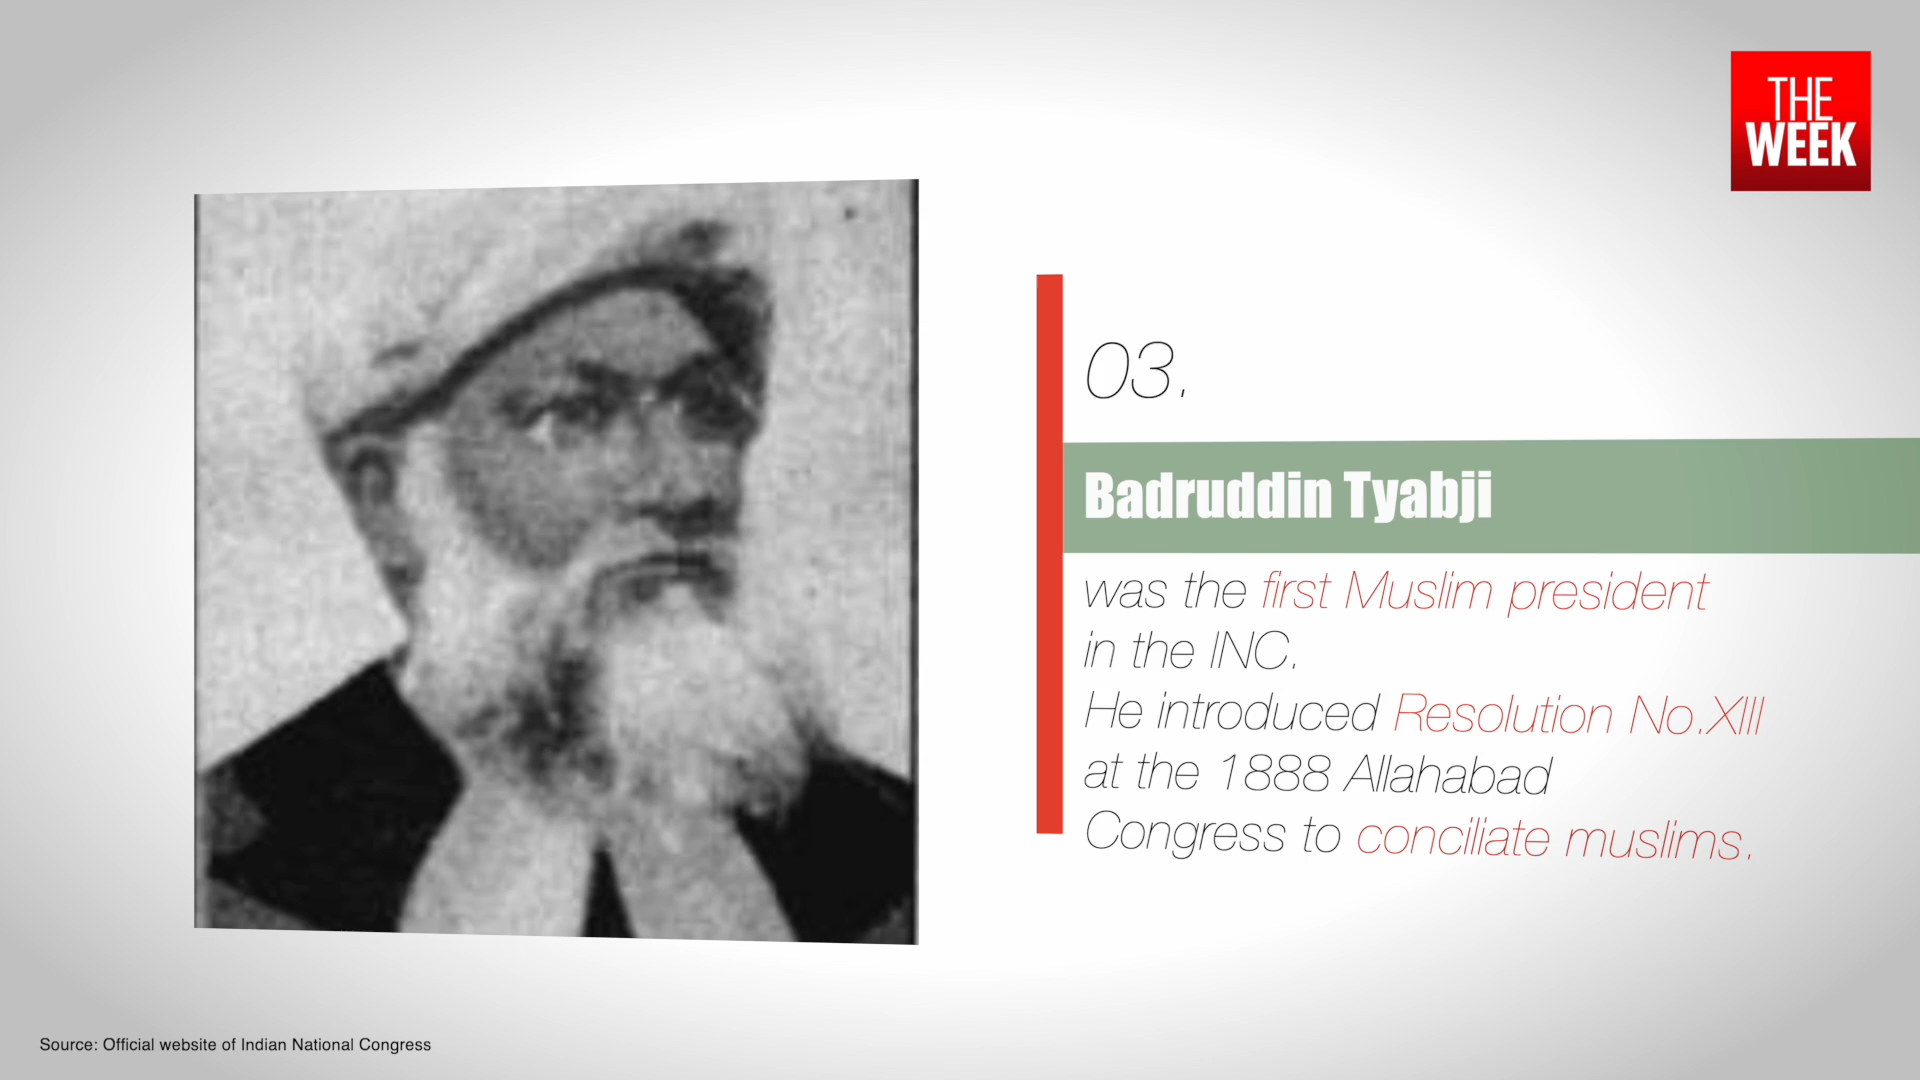 THE
WEEK
03.
Badruddin Tyabji
was the first Muslim president
in the INC.
He introduced Resolution No.XIII
at the 1888 Allahabad
Congress to conciliate muslims.
Source: Official website of Indian National Congress